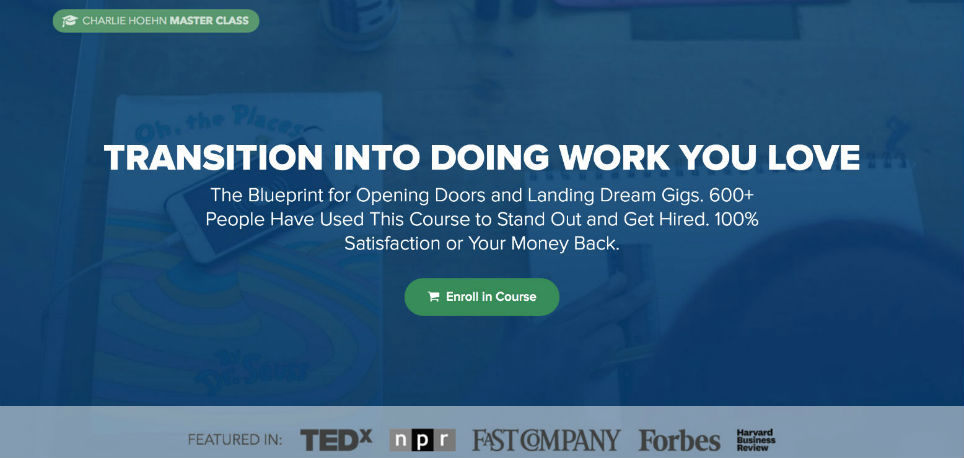 CHARLIE HOEHN MASTER CLASS
Oh, the Places
TRANSITION INTO DOING WORK YOU LOVE
The Blueprint for Opening Doors and Landing Dream Gigs. 600+
People Have Used This Course to Stand Out and Get Hired. 100%
Satisfaction or Your Money Back.
Enroll in Course
By
Dr. Seuss
FEATURED IN: TEDx npr FAST COMPANY Forbes Harvard
Business
Review